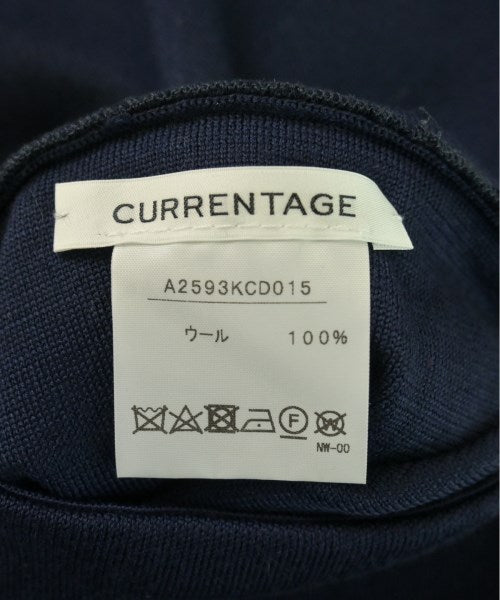 CURRENTAGE
A2593KCD015
ウール 100%
F W
NW-00